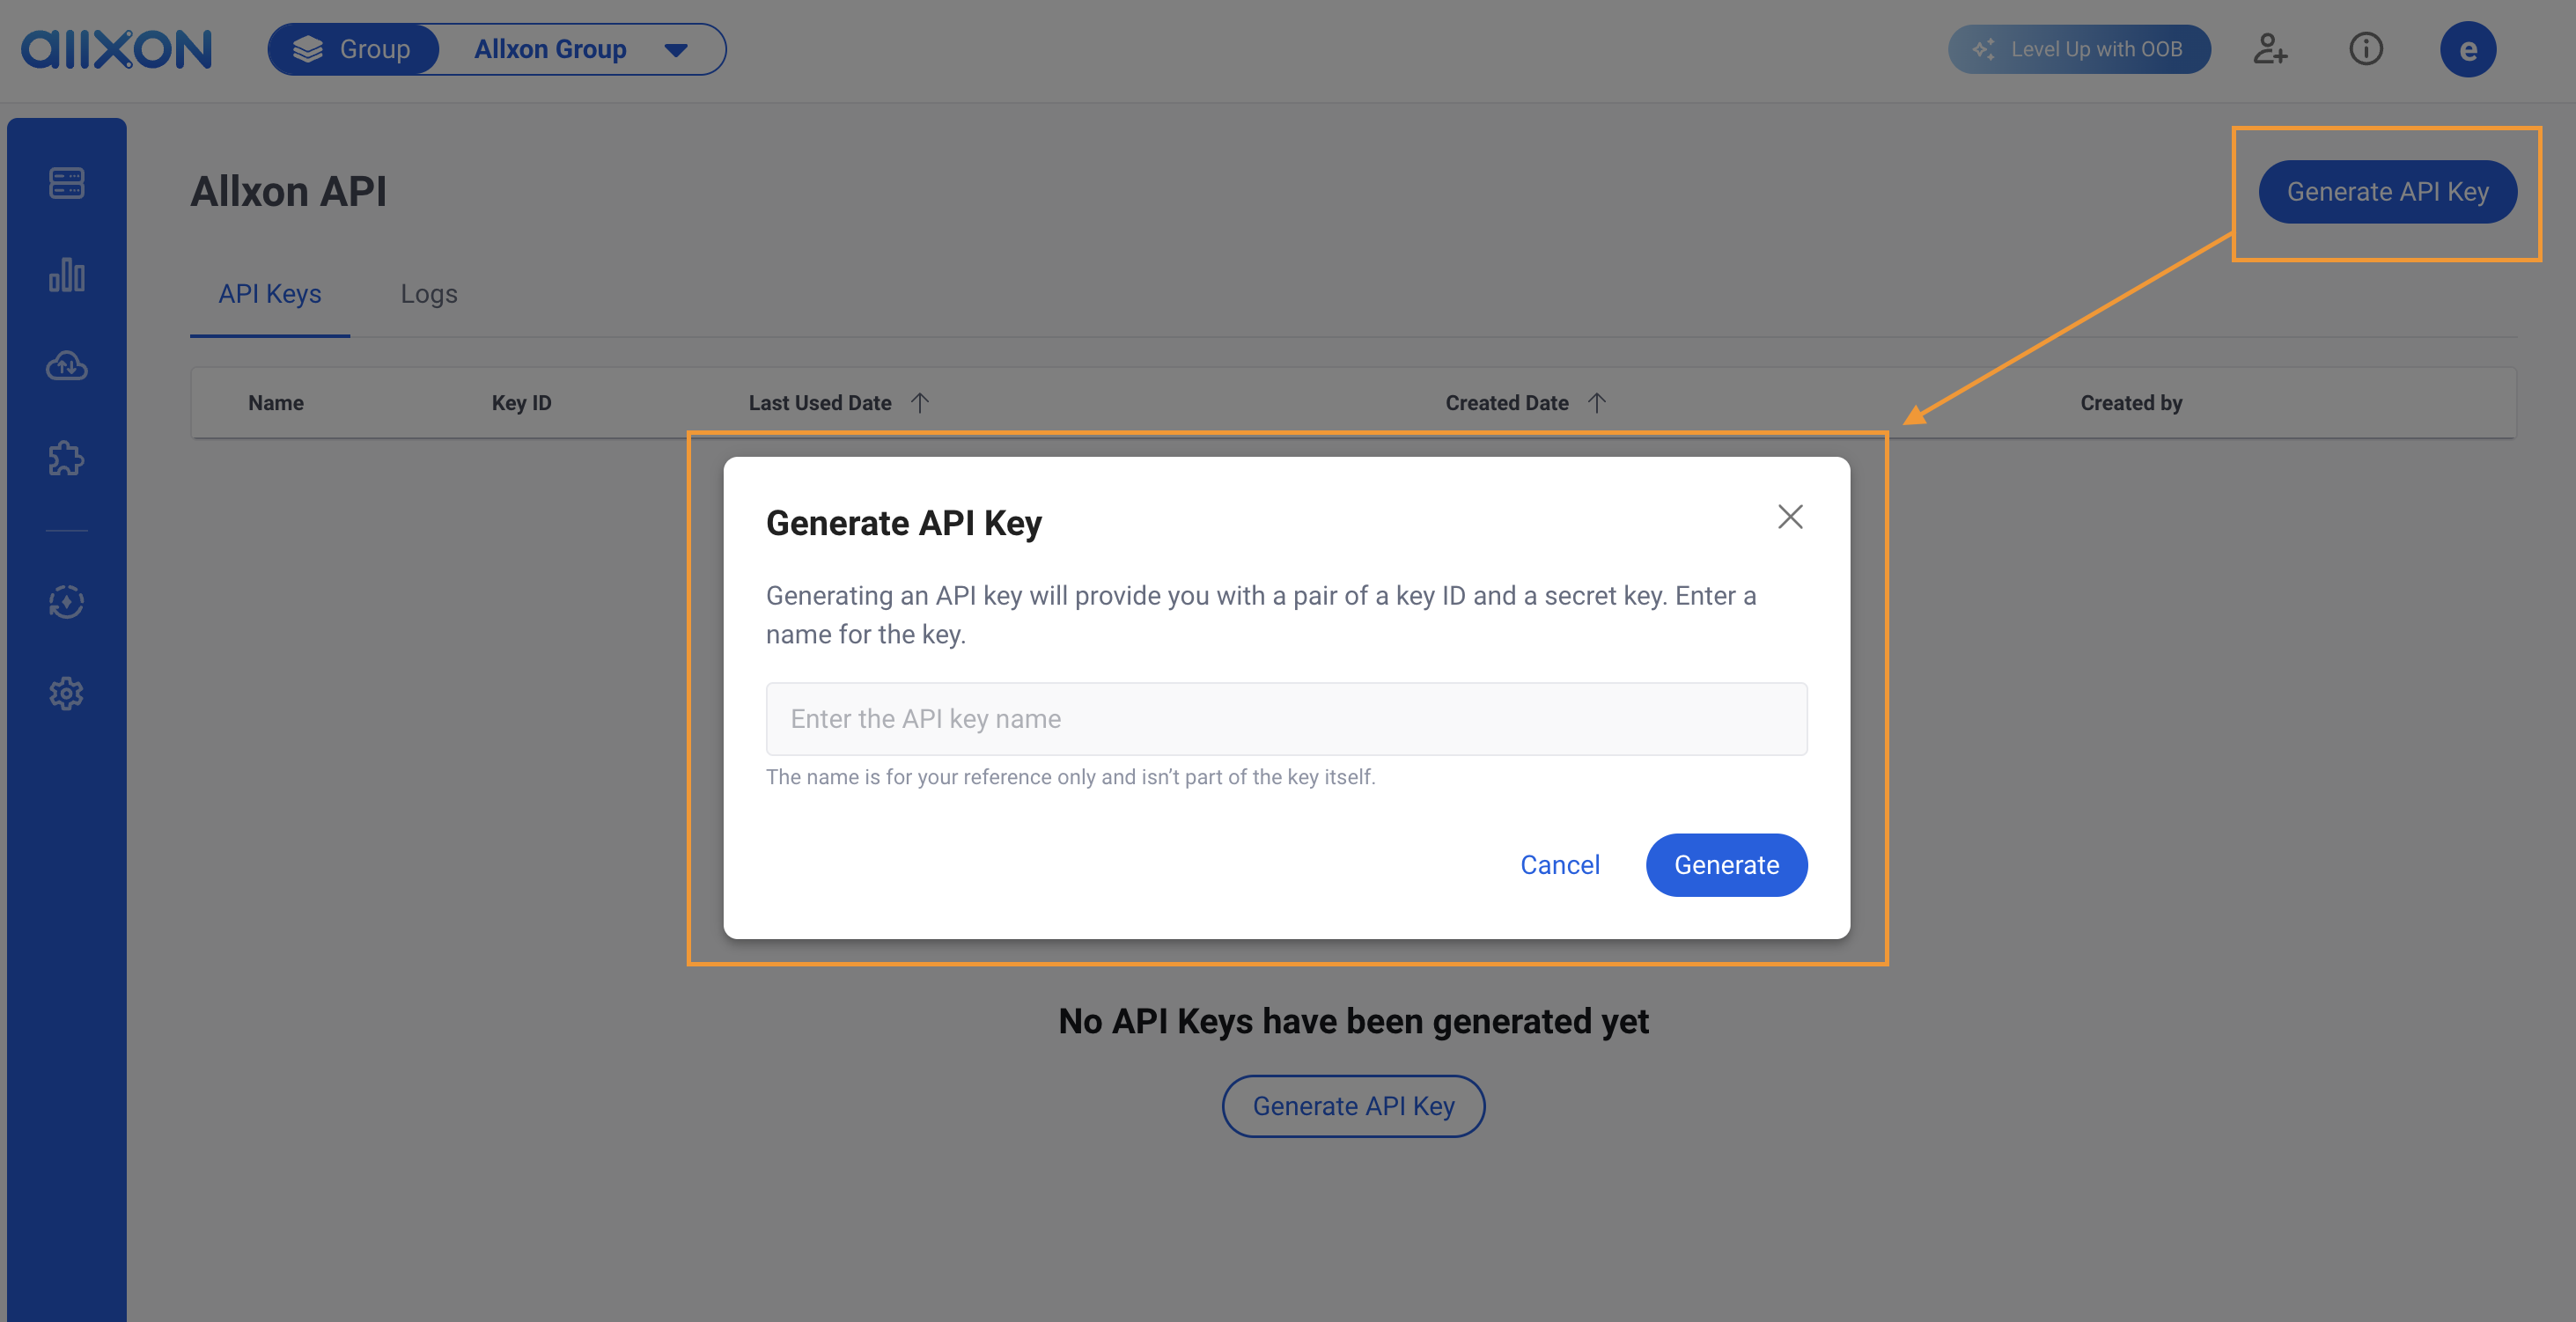 allxon
Group
Allxon Group
Level Up with OOB
e
Allxon API
Generate API Key
API Keys
Logs
Name
Key ID
Last Used Date
Created Date
Created by
Generate API Key
Generating an API key will provide you with a pair of a key ID and a secret key. Enter a
name for the key.
Enter the API key name
The name is for your reference only and isn’t part of the key itself.
Cancel
Generate
No API Keys have been generated yet
Generate API Key